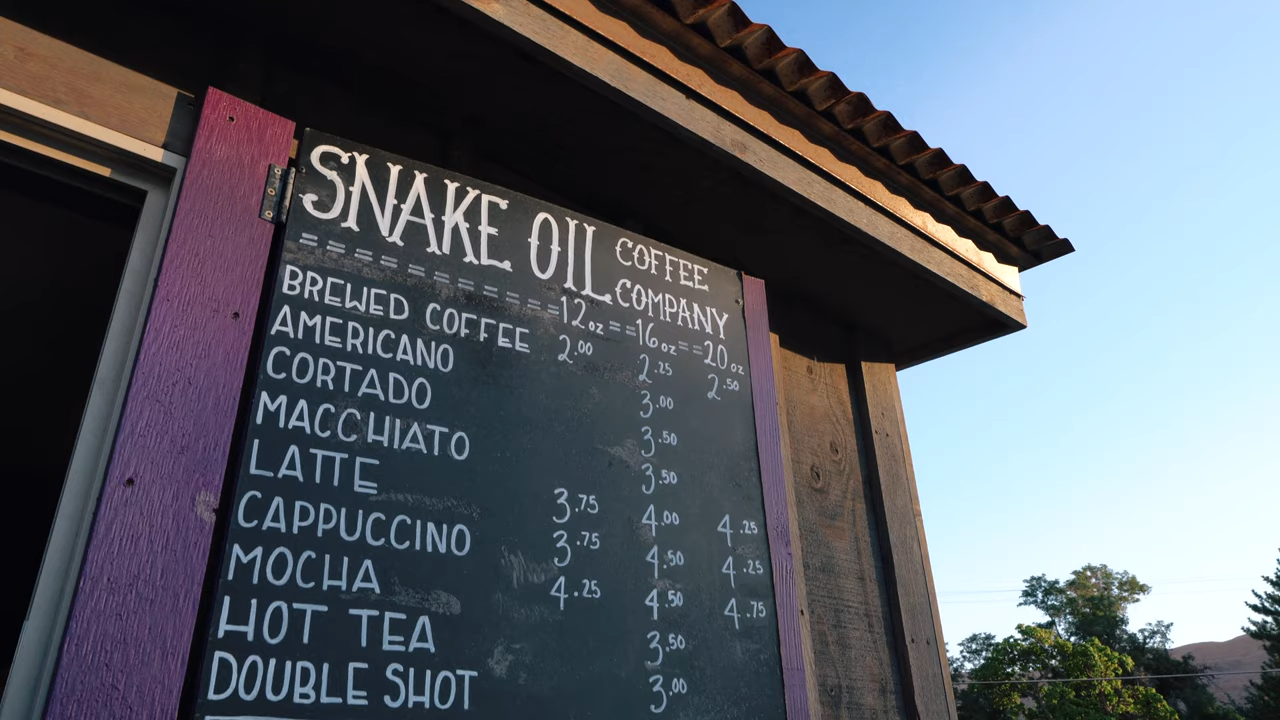 SNAKE OIL COFFEE COMPANY
= = = = = = = = = =12oz = =16oz= =20oz
BREWED COFFEE 2.00 2.25 2.50
AMERICANO 3.00
CORTADO 3.50
MACCHIATO 3.50
LATTE 3.75 4.00 4.25
CAPPUCCINO 3.75 4.50 4.25
MOCHA 4.25 4.50 4.75
HOT TEA 3.50
DOUBLE SHOT 3.00